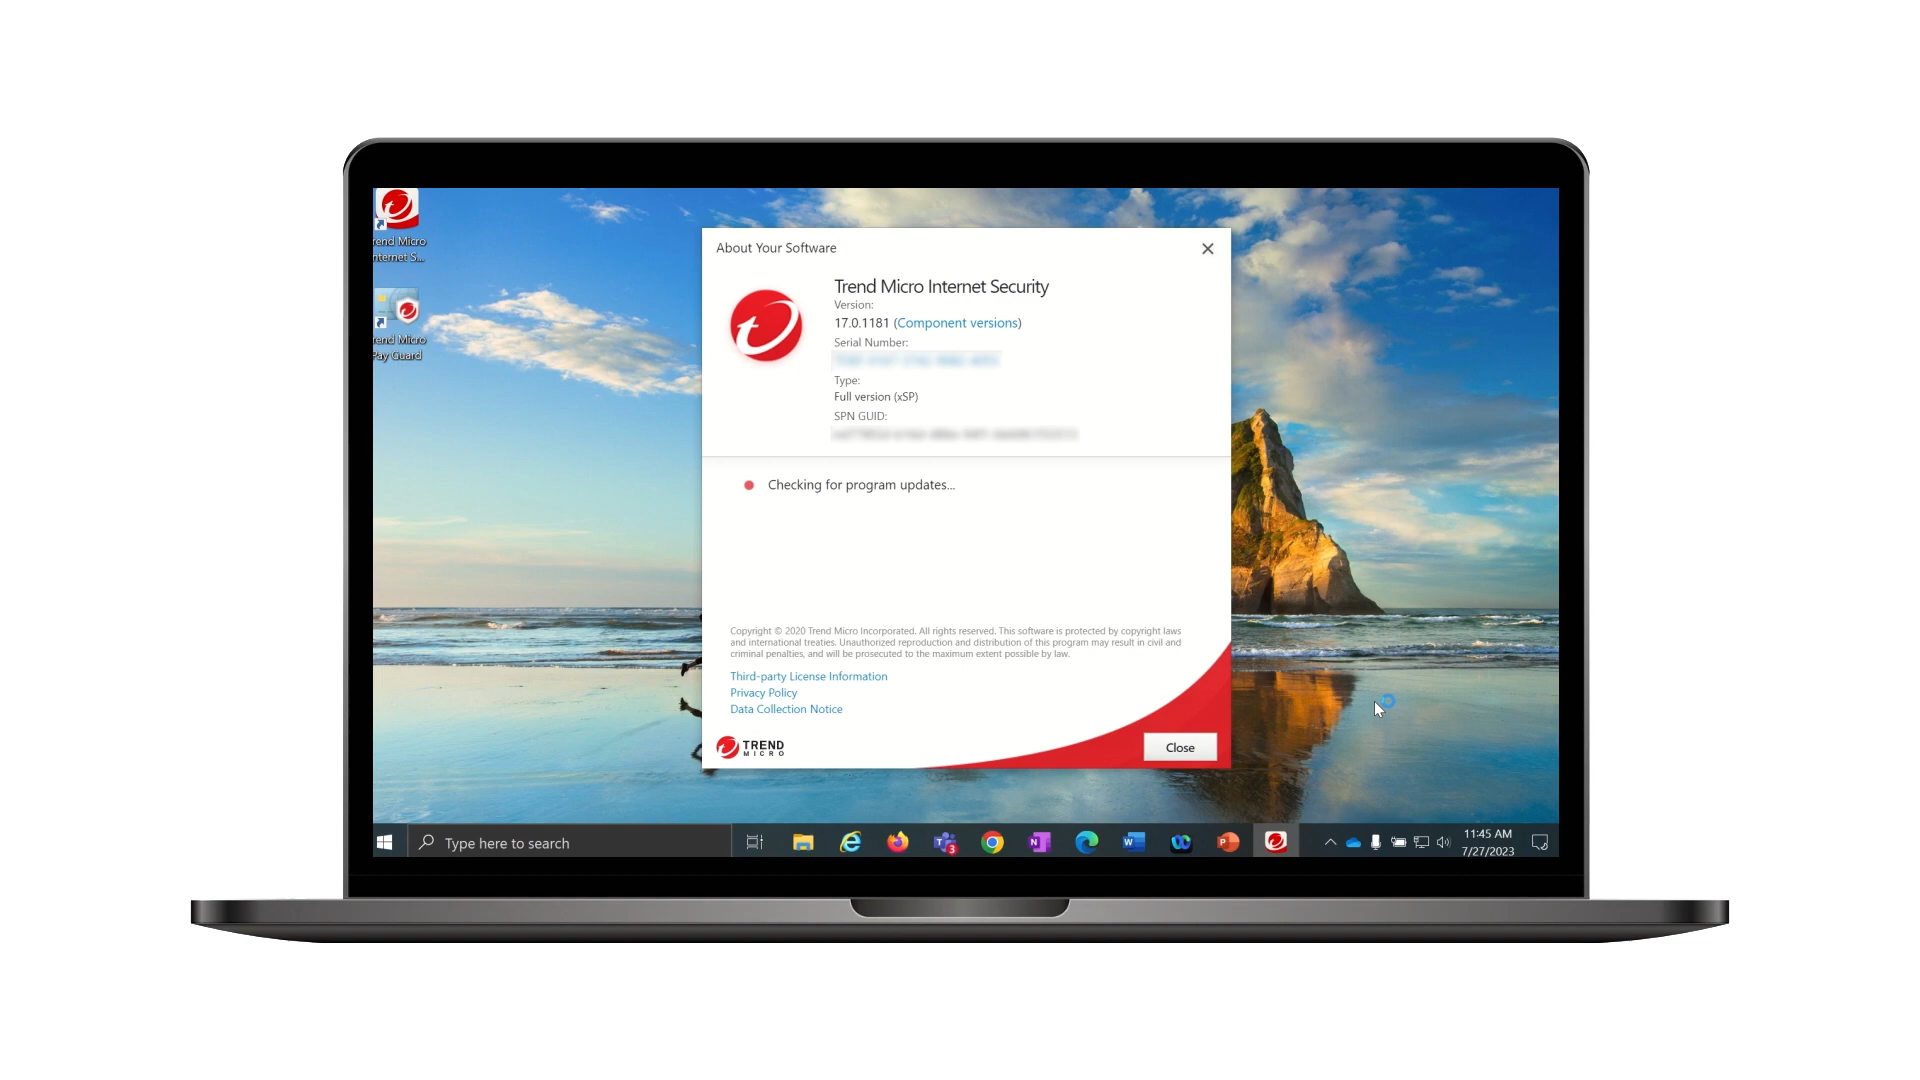 rend Micro
nternet S...
rend Micro
Pay Guard
About Your Software
Trend Micro Internet Security
Version:
17.0.1181 (Component versions)
Serial Number:
Type:
Full version (xSP)
SPN GUID:
Checking for program updates...
Copyright © 2020 Trend Micro Incorporated. All rights reserved. This software is protected by copyright laws
and international treaties. Unauthorized reproduction and distribution of this program may result in civil and
criminal penalties, and will be prosecuted to the maximum extent possible by law.
Third-party License Information
Privacy Policy
Data Collection Notice
TREND
MICRO
Close
Type here to search
3
11:45 AM
7/27/2023